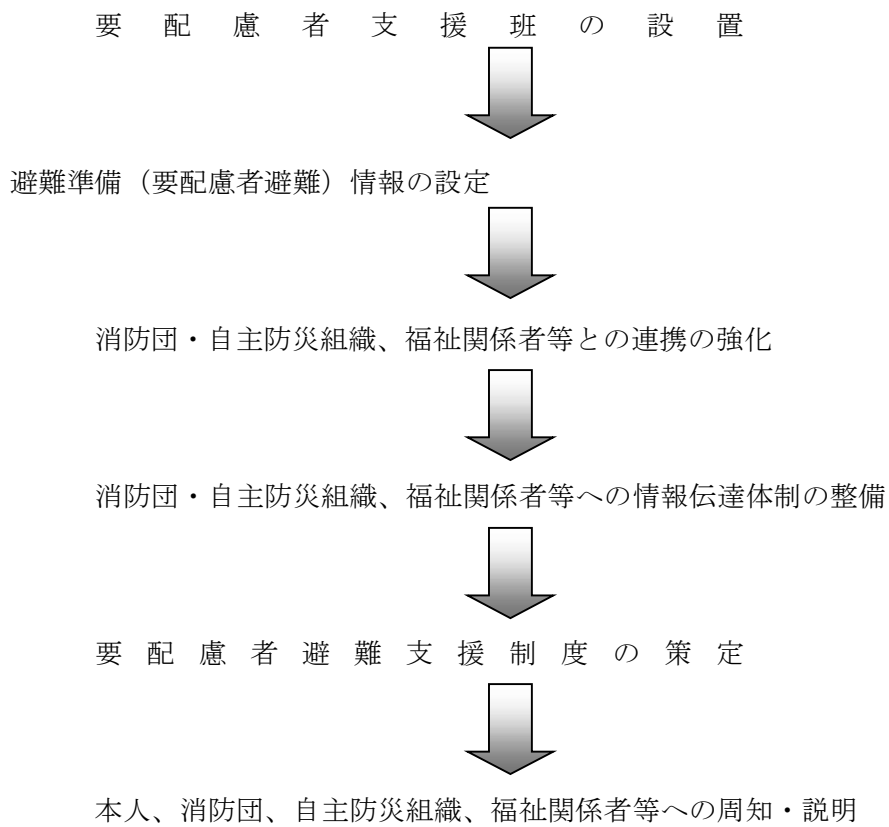 要配慮者支援班の設置
避難準備（要配慮者避難）情報の設定
消防団・自主防災組織、福祉関係者等との連携の強化
消防団・自主防災組織、福祉関係者等への情報伝達体制の整備
要配慮者避難支援制度の策定
本人、消防団、自主防災組織、福祉関係者等への周知・説明